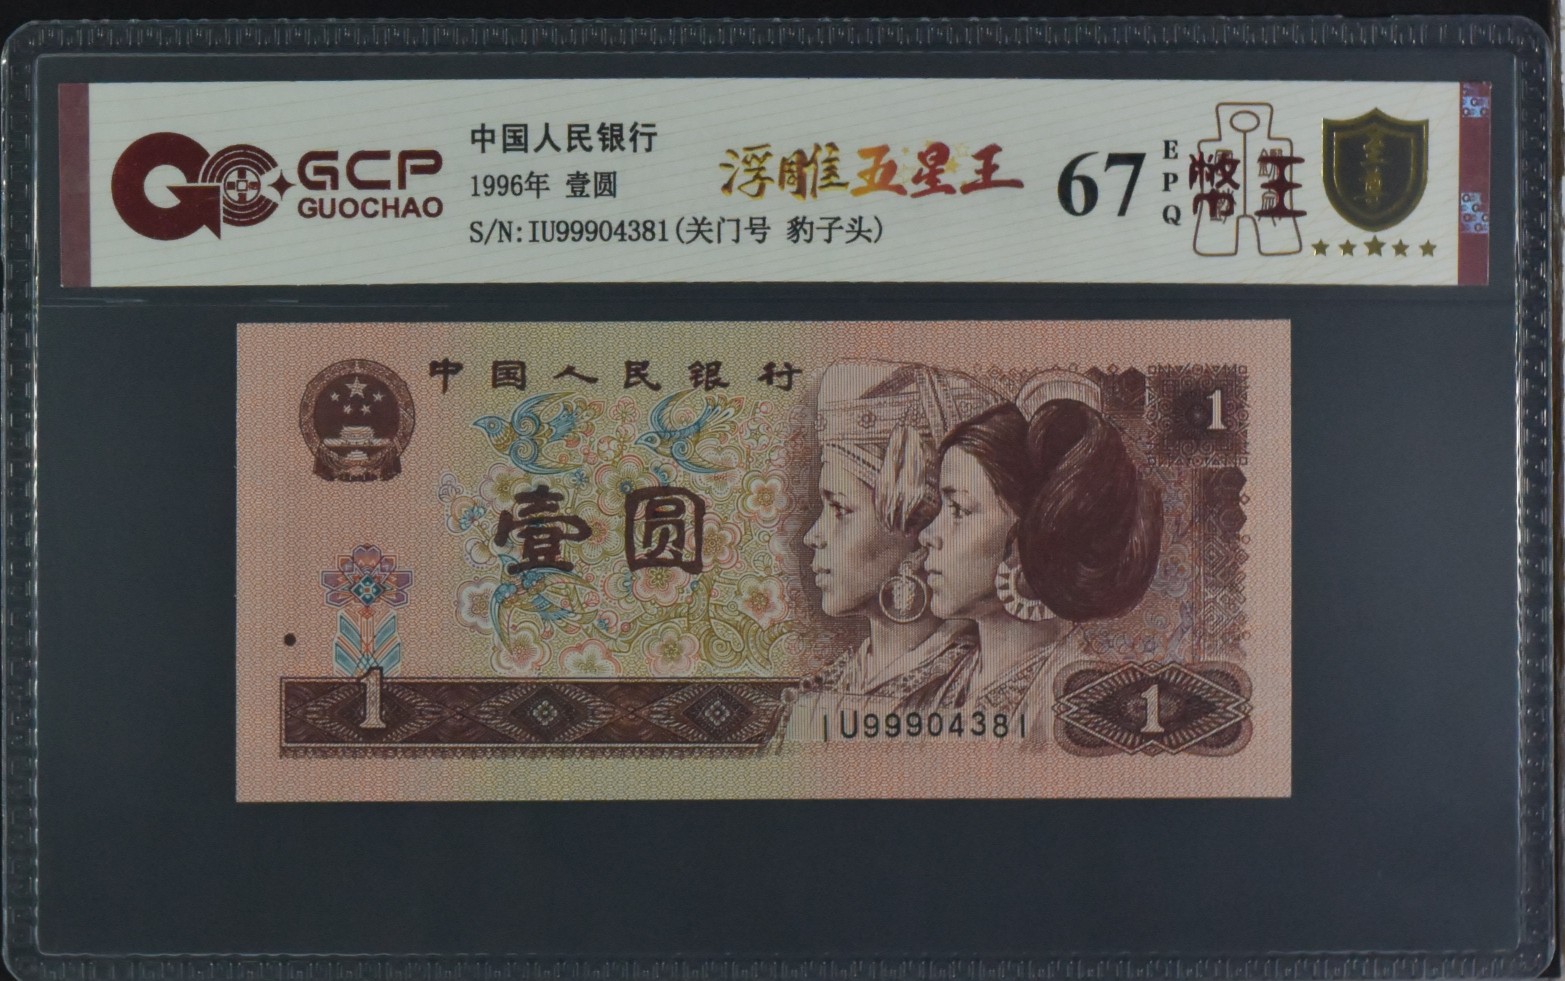 GCP
GUOCHAO
中国人民银行
1996年 壹圆
S/N:IU99904381(关门号 豹子头)
浮雕五星王
67
EPQ
中国人民银行
1
壹圆
1
IU99904381
1